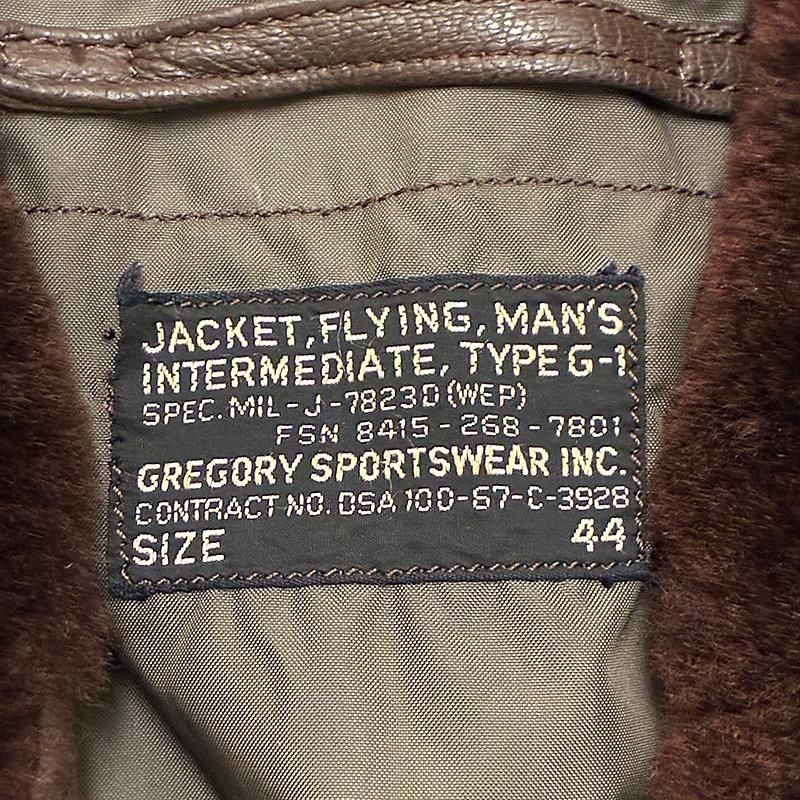 JACKET, FLYING, MAN'S
INTERMEDIATE, TYPE G-1
SPEC. MIL-J-7823D (WEP)
FSN 8415-268-7801
GREGORY SPORTSWEAR INC.
CONTRACT NO. DSA 100-67-C-3928
SIZE 44